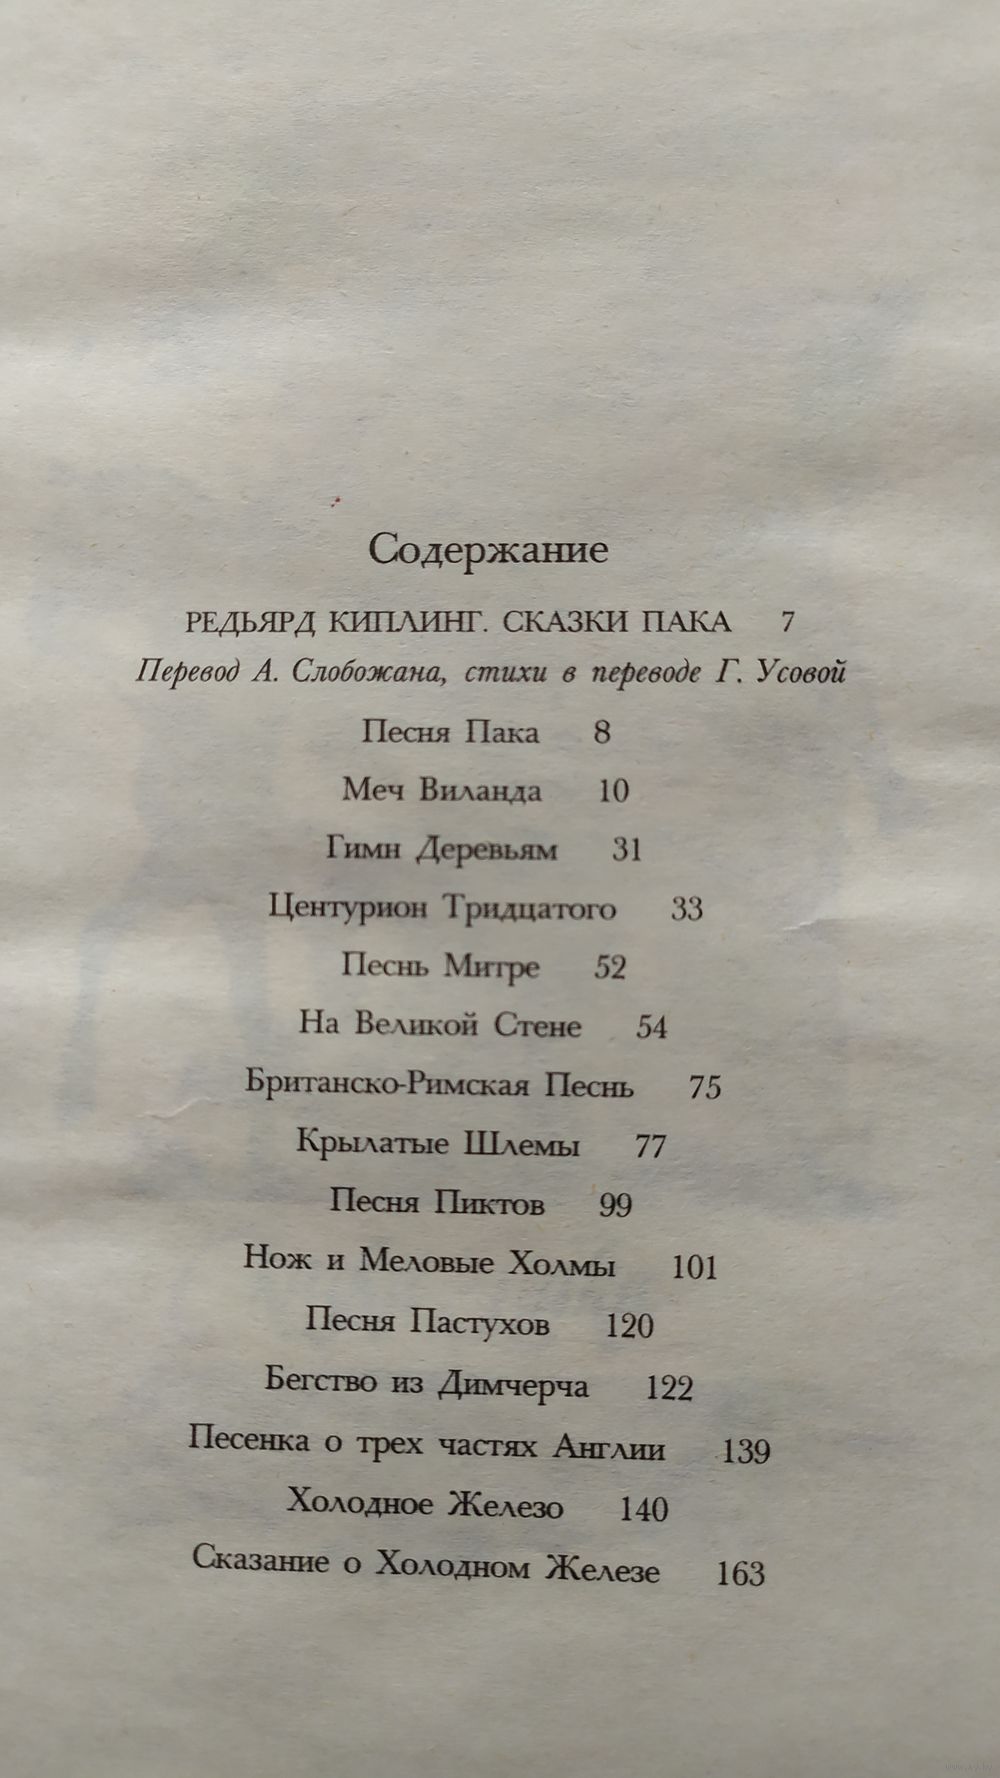 Содержание
РЕДЬЯРД КИПЛИНГ. СКАЗКИ ПАКА 7
Перевод А. Слобожана, стихи в переводе Г. Усовой
Песня Пака 8
Меч Виланда 10
Гимн Деревьям 31
Центурион Тридцатого 33
Песнь Митре 52
На Великой Стене 54
Британско-Римская Песнь 75
Крылатые Шлемы 77
Песня Пиктов 99
Нож и Меловые Холмы 101
Песня Пастухов 120
Бегство из Димчерча 122
Песенка о трех частях Англии 139
Холодное Железо 140
Сказание о Холодном Железе 163